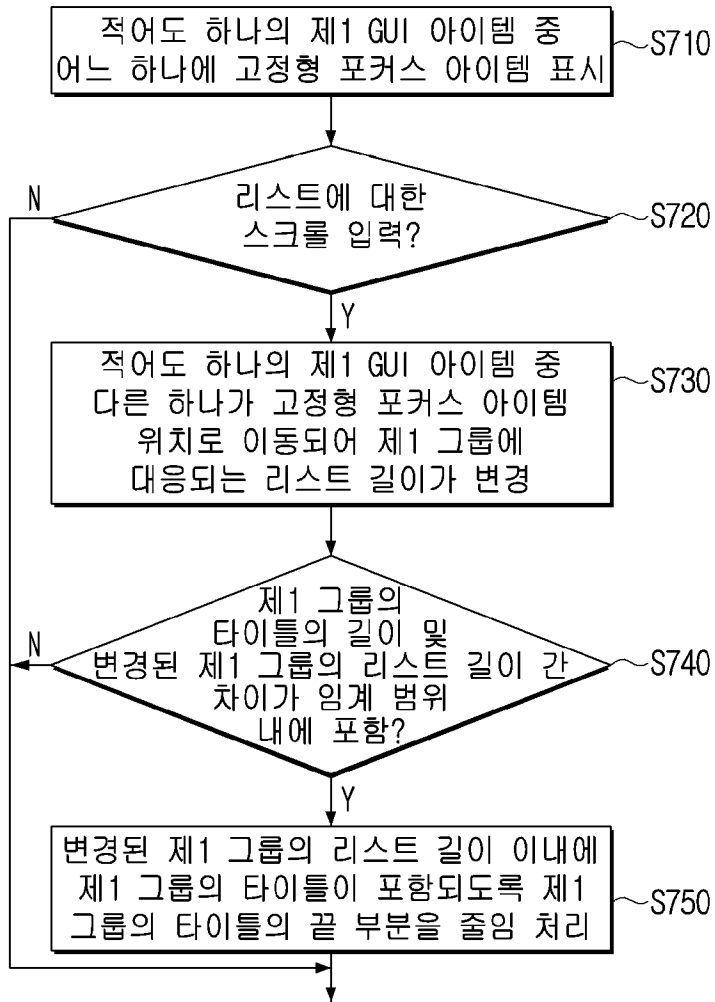 적어도 하나의 제1 GUI 아이템 중
어느 하나에 고정형 포커스 아이템 표시
S710
리스트에 대한
스크롤 입력?
S720
N
Y
적어도 하나의 제1 GUI 아이템 중
다른 하나가 고정형 포커스 아이템
위치로 이동되어 제1 그룹에
대응되는 리스트 길이가 변경
S730
제1 그룹의
타이틀의 길이 및
변경된 제1 그룹의 리스트 길이 간
차이가 임계 범위
내에 포함?
S740
N
Y
변경된 제1 그룹의 리스트 길이 이내에
제1 그룹의 타이틀이 포함되도록 제1
그룹의 타이틀의 끝 부분을 줄임 처리
S750